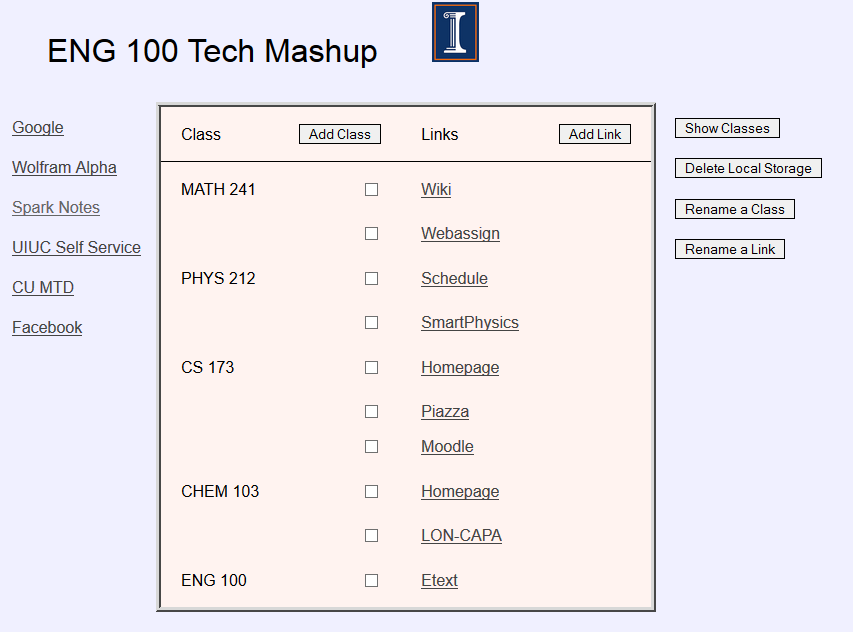 ENG 100 Tech Mashup
I
Google
Wolfram Alpha
Spark Notes
UIUC Self Service
CU MTD
Facebook
Class Add Class Links Add Link
MATH 241 Wiki
Webassign
PHYS 212 Schedule
SmartPhysics
CS 173 Homepage
Piazza
Moodle
CHEM 103 Homepage
LON-CAPA
ENG 100 Etext
Show Classes
Delete Local Storage
Rename a Class
Rename a Link